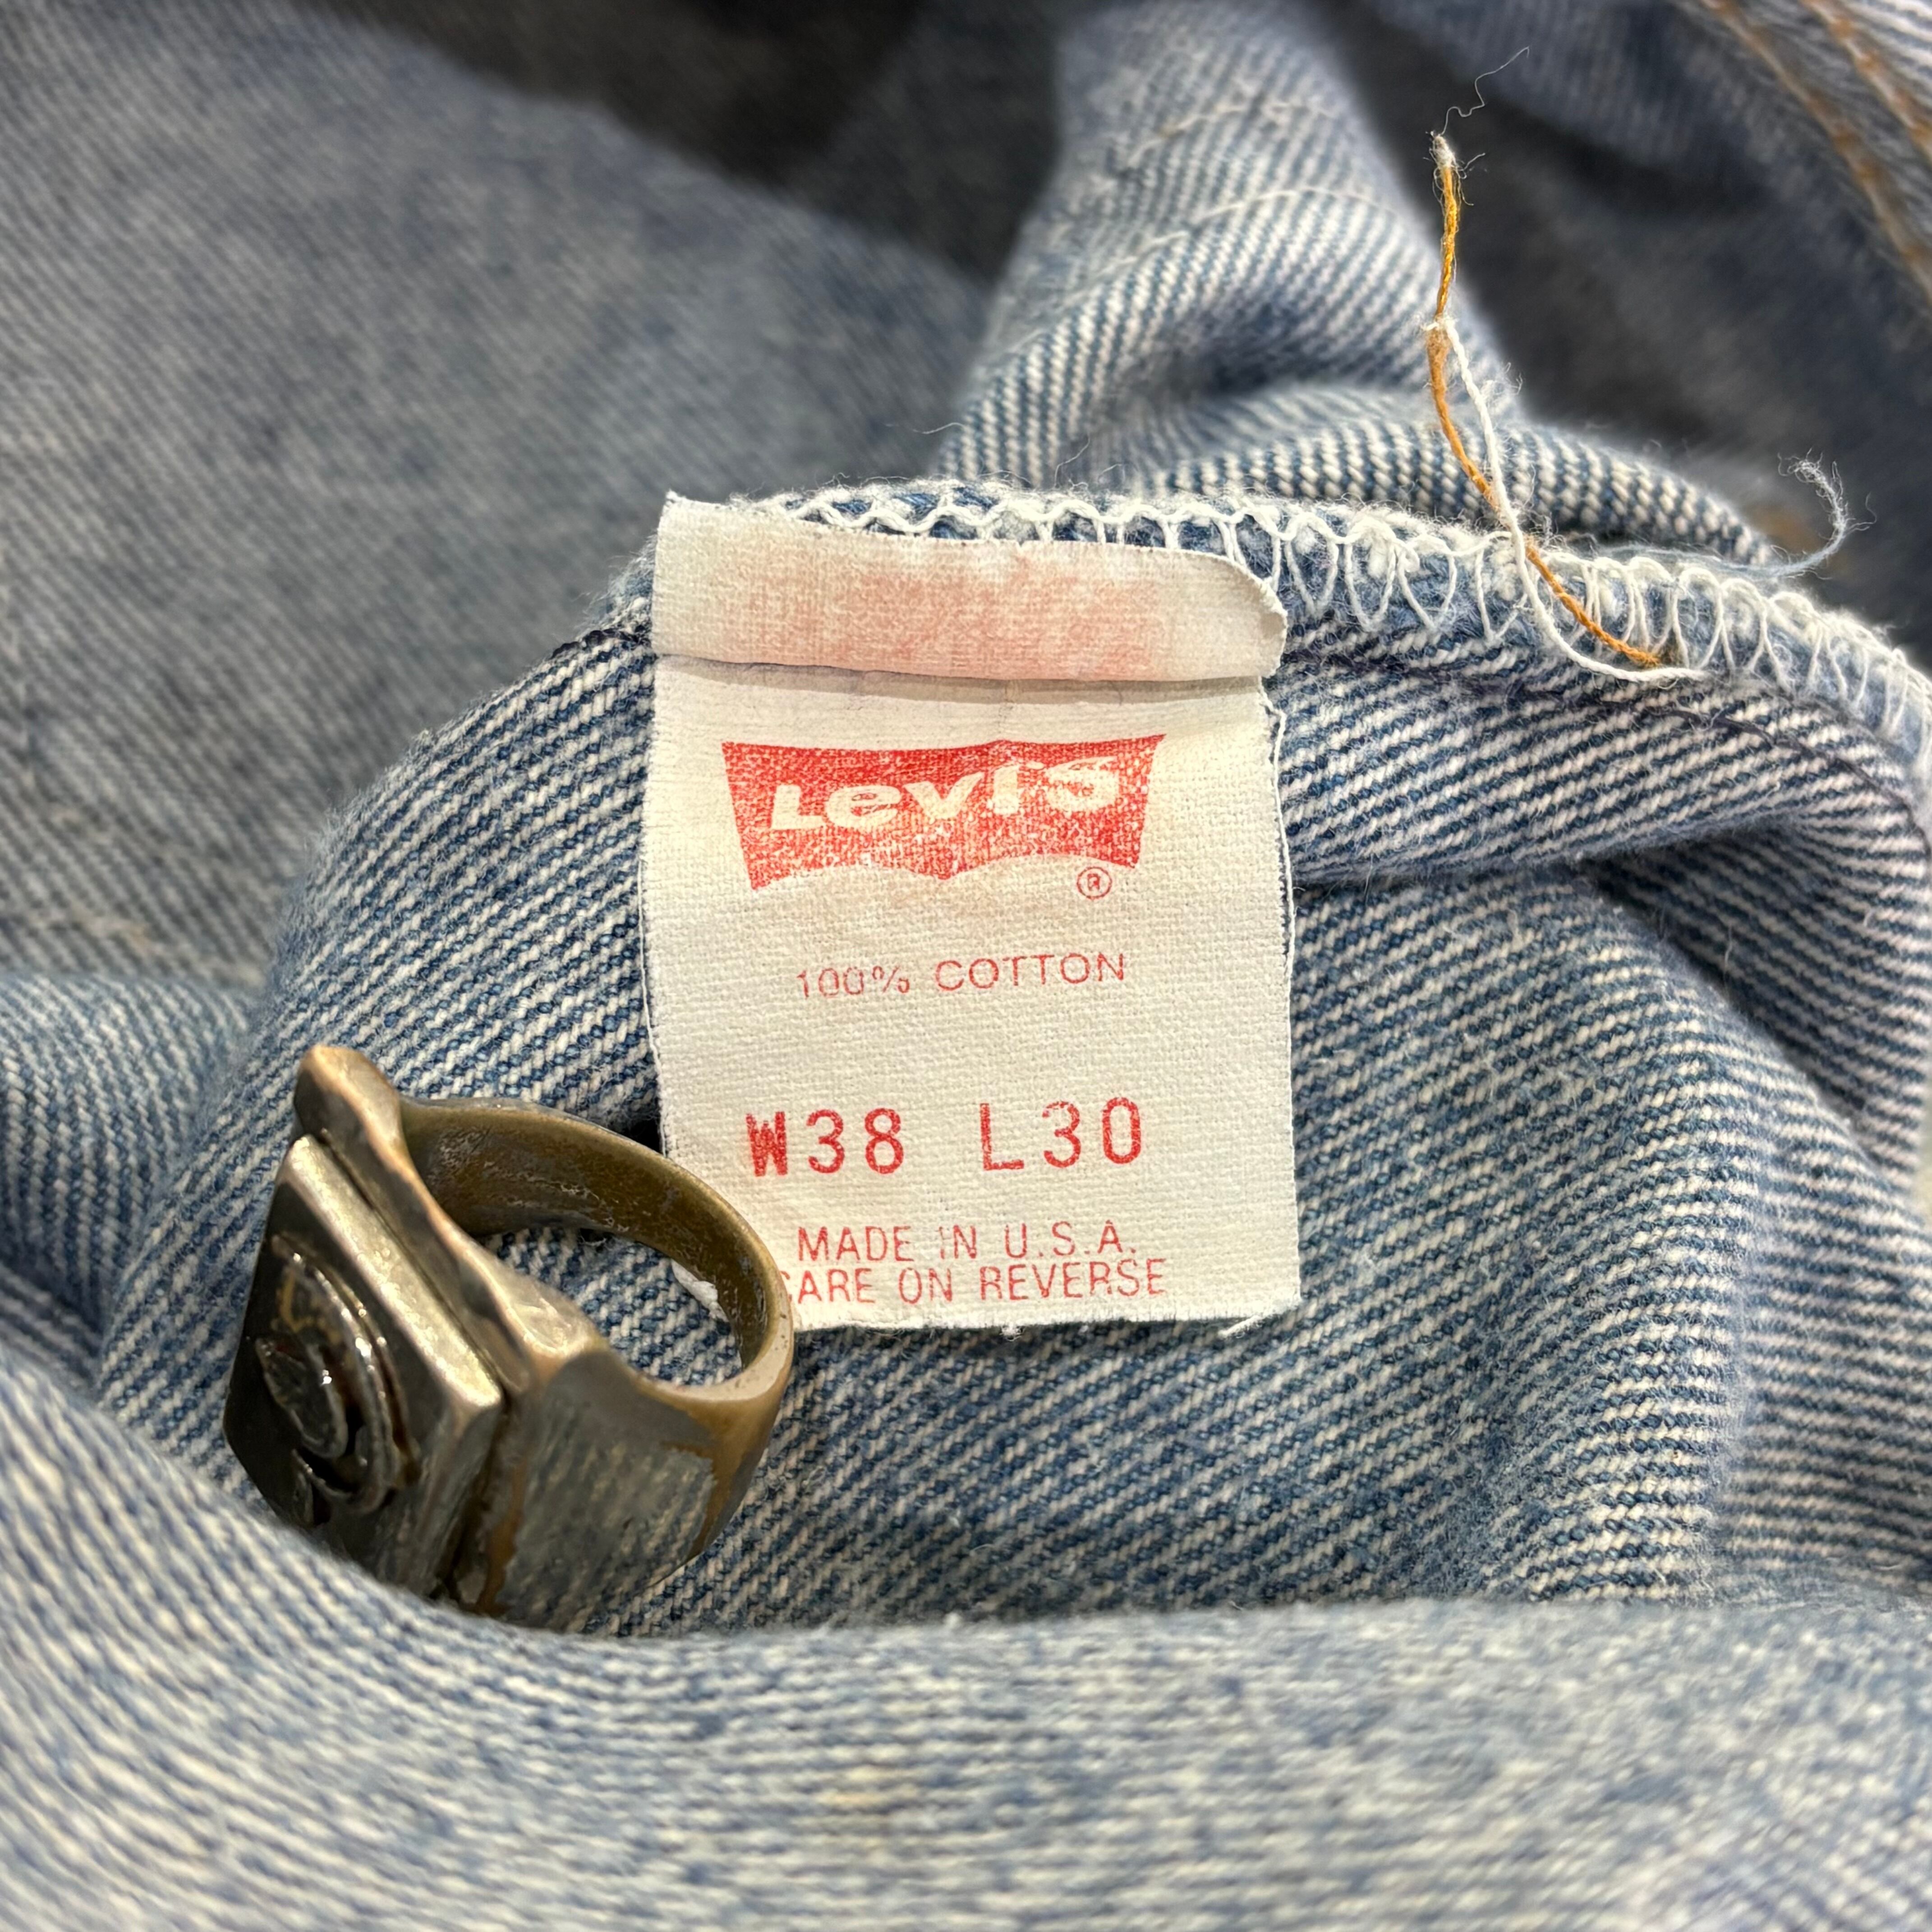 Levi's
®
100% COTTON
W38 L30
MADE IN U.S.A.
CARE ON REVERSE